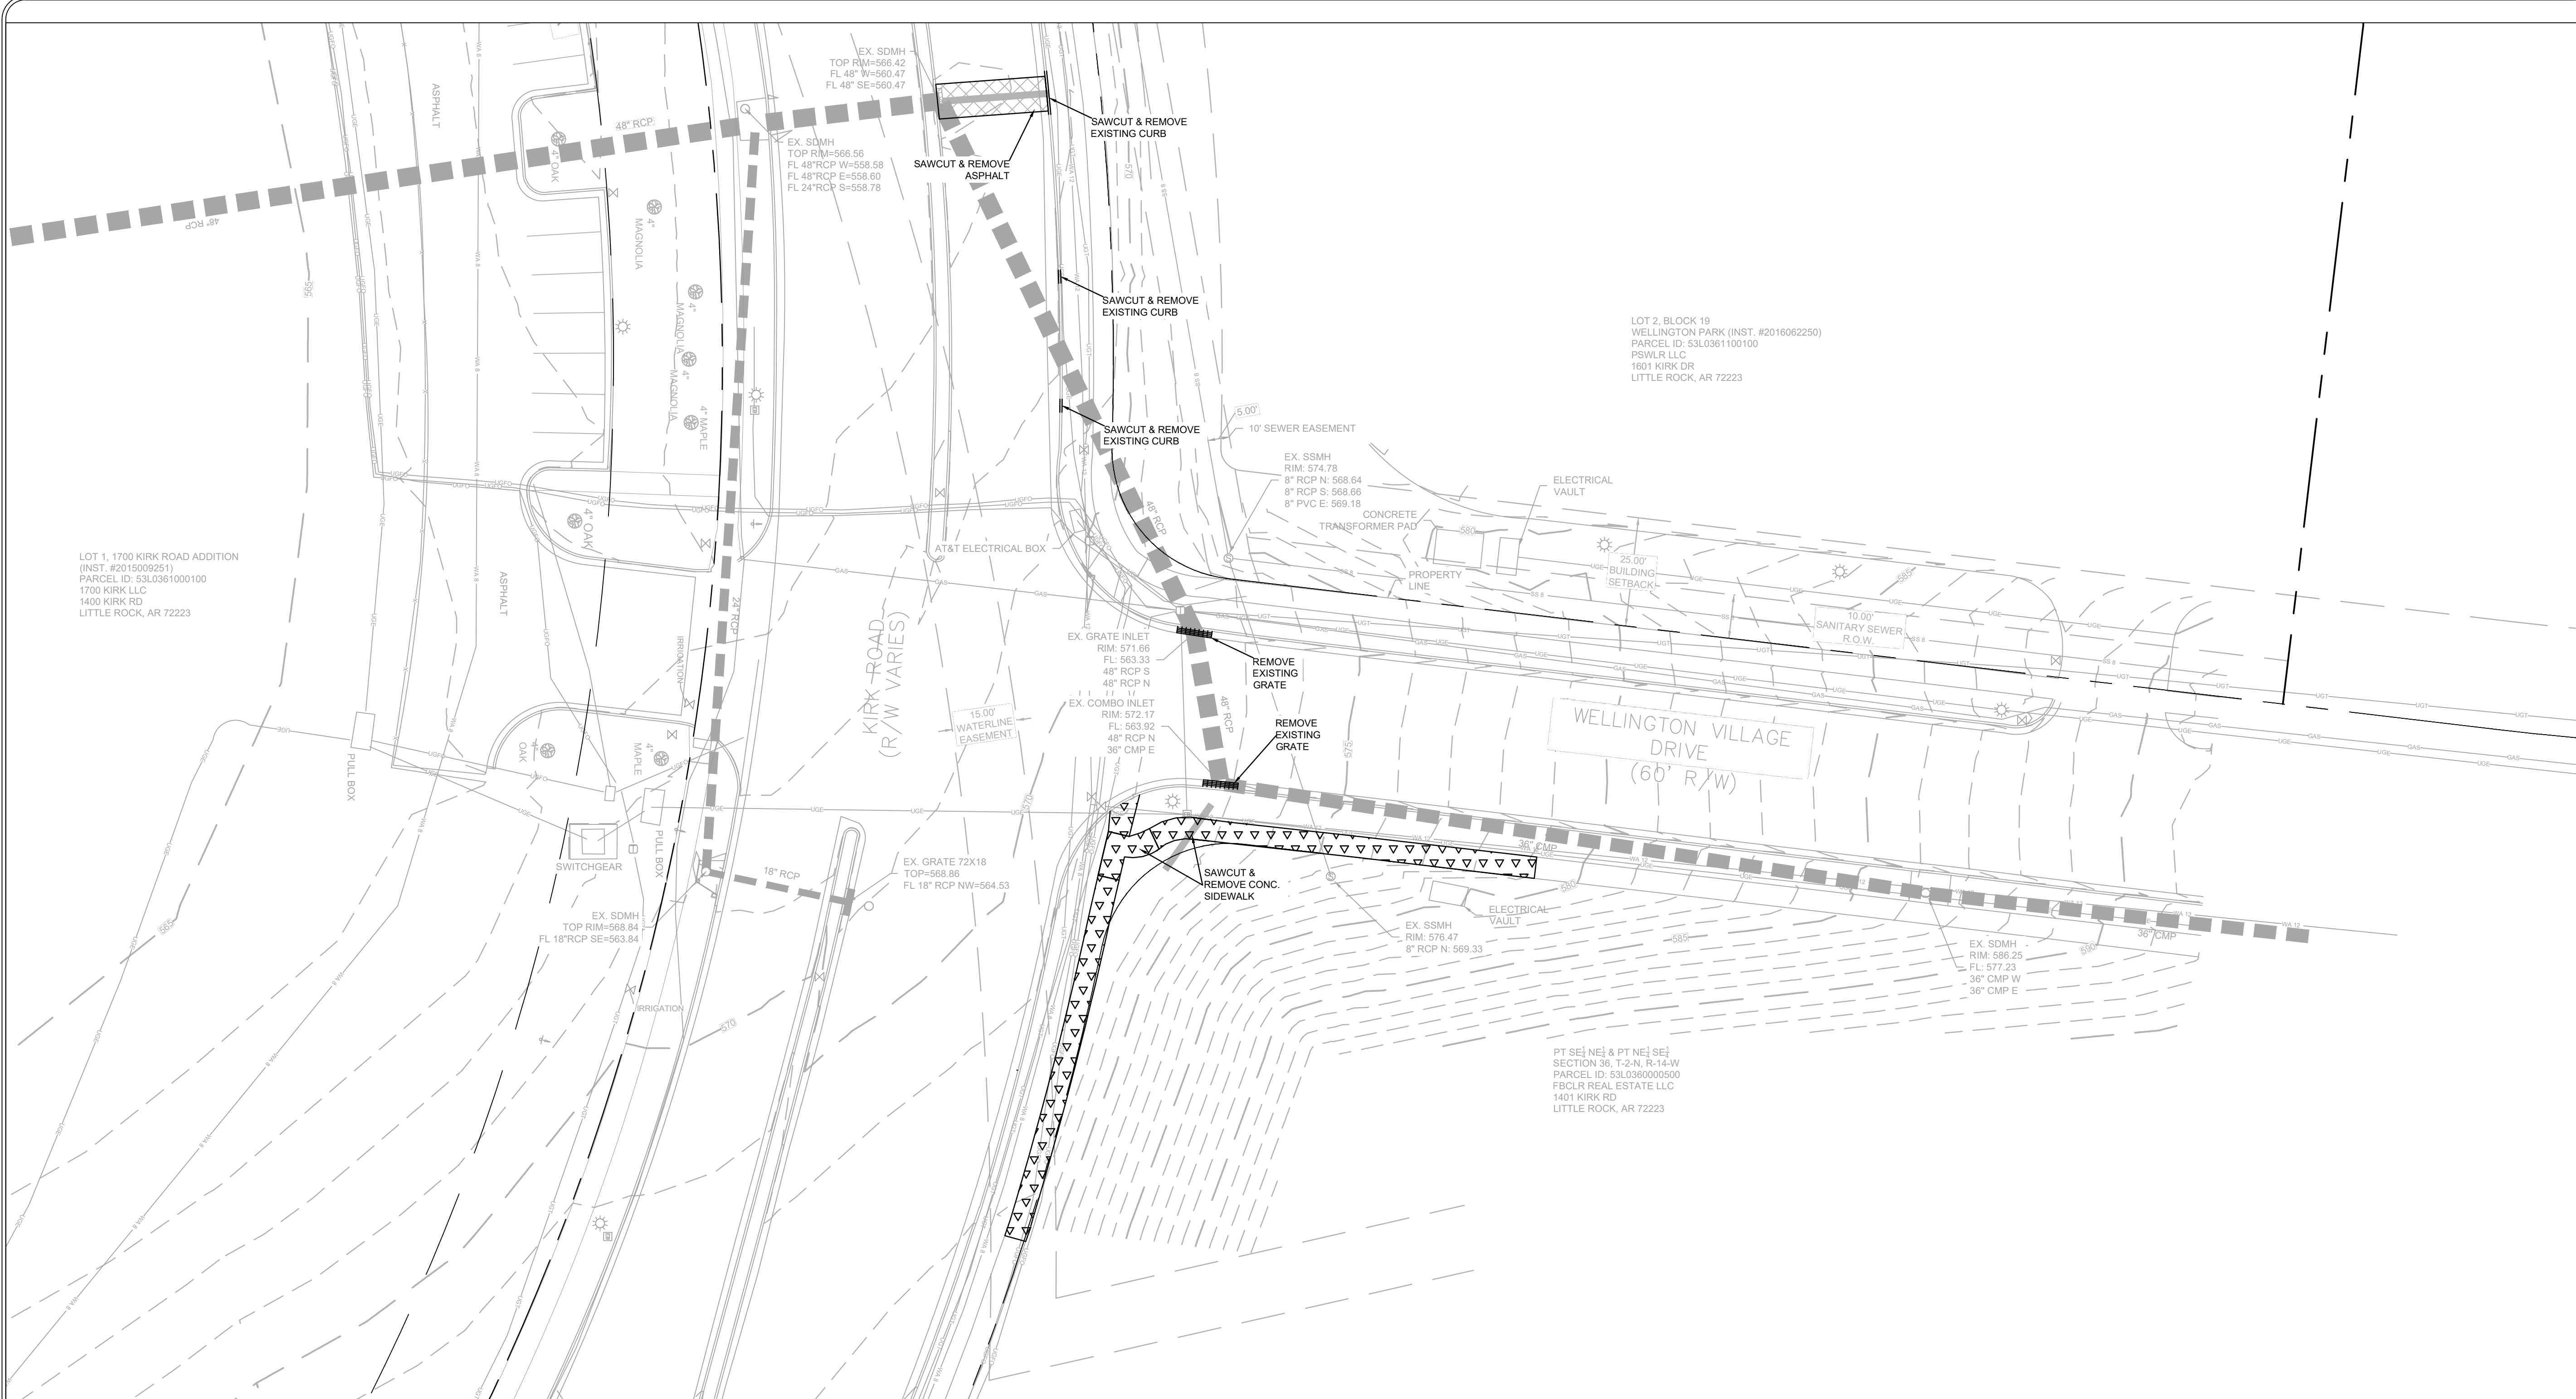 EX. SDMH
TOP RIM=566.42
FL 48" W=560.47
FL 48" SE=560.47
SAWCUT & REMOVE
EXISTING CURB
SAWCUT & REMOVE
ASPHALT
EX. SDMH
TOP RIM=566.56
FL 48"RCP W=558.58
FL 48"RCP E=558.60
FL 24"RCP S=558.78
ASPHALT
48" RCP
48" RCP
4" OAK
4"
MAGNOLIA
4"
MAGNOLIA
4"
MAGNOLIA
4" MAPLE
565
570
SAWCUT & REMOVE
EXISTING CURB
SAWCUT & REMOVE
EXISTING CURB
LOT 2, BLOCK 19
WELLINGTON PARK (INST. #2016062250)
PARCEL ID: 53L0361100100
PSWLR LLC
1601 KIRK DR
LITTLE ROCK, AR 72223
5.00'
10' SEWER EASEMENT
EX. SSMH
RIM: 574.78
8" RCP N: 568.64
8" RCP S: 568.66
8" PVC E: 569.18
CONCRETE
TRANSFORMER PAD
580
ELECTRICAL
VAULT
48" RCP
AT&T ELECTRICAL BOX
PROPERTY
LINE
25.00'
BUILDING
SETBACK
585
10.00'
SANITARY SEWER
R.O.W.
LOT 1, 1700 KIRK ROAD ADDITION
(INST. #2015009251)
PARCEL ID: 53L0361000100
1700 KIRK LLC
1400 KIRK RD
LITTLE ROCK, AR 72223
4" OAK
ASPHALT
24" RCP
IRRIGATION
KIRK ROAD
(R/W VARIES)
EX. GRATE INLET
RIM: 571.66
FL: 563.33
48" RCP S
48" RCP N
REMOVE
EXISTING
GRATE
EX. COMBO INLET
RIM: 572.17
FL: 563.92
48" RCP N
36" CMP E
48" RCP
REMOVE
EXISTING
GRATE
575
15.00'
WATERLINE
EASEMENT
WELLINGTON VILLAGE
DRIVE
(60' R/W)
4"
OAK
4"
MAPLE
PULL BOX
PULL BOX
SWITCHGEAR
570
18" RCP
EX. GRATE 72X18
TOP=568.86
FL 18" RCP NW=564.53
EX. SDMH
TOP RIM=568.84
FL 18"RCP SE=563.84
SAWCUT &
REMOVE CONC.
SIDEWALK
36" CMP
580
ELECTRICAL
VAULT
EX. SSMH
RIM: 576.47
8" RCP N: 569.33
585
590
36" CMP
EX. SDMH
RIM: 586.25
FL: 577.23
36" CMP W
36" CMP E
565
IRRIGATION
570
PT SE¼ NE¼ & PT NE¼ SE¼
SECTION 36, T-2-N, R-14-W
PARCEL ID: 53L0360000500
FBCLR REAL ESTATE LLC
1401 KIRK RD
LITTLE ROCK, AR 72223